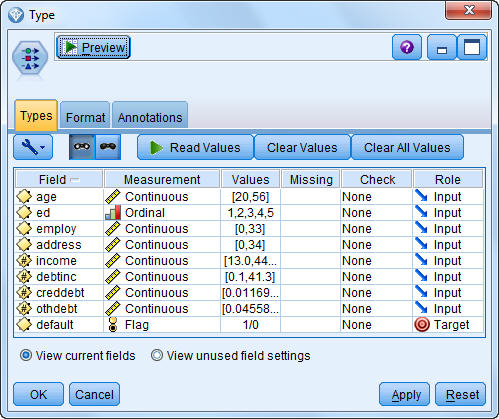 Type
Preview
Types Format Annotations
Read Values Clear Values Clear All Values
Field Measurement Values Missing Check Role
age Continuous [20,56] None Input
ed Ordinal 1,2,3,4,5 None Input
employ Continuous [0,33] None Input
address Continuous [0,34] None Input
income Continuous [13.0,44... None Input
debtinc Continuous [0.1,41.3] None Input
creddebt Continuous [0.01169... None Input
othdebt Continuous [0.04558... None Input
default Flag 1/0 None Target
View current fields View unused field settings
OK Cancel Apply Reset